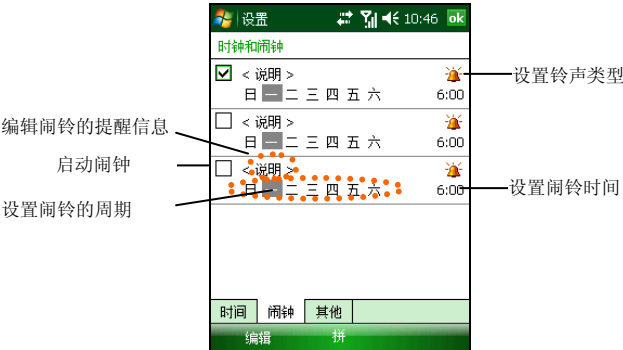 设置 10:46 ok
时钟和闹钟
< 说明 >
日 一 二 三 四 五 六 6:00
设置铃声类型
< 说明 >
日 一 二 三 四 五 六 6:00
编辑闹铃的提醒信息
启动闹钟
< 说明 >
日 一 二 三 四 五 六 6:00
设置闹铃时间
设置闹铃的周期
时间 闹钟 其他
编辑 拼